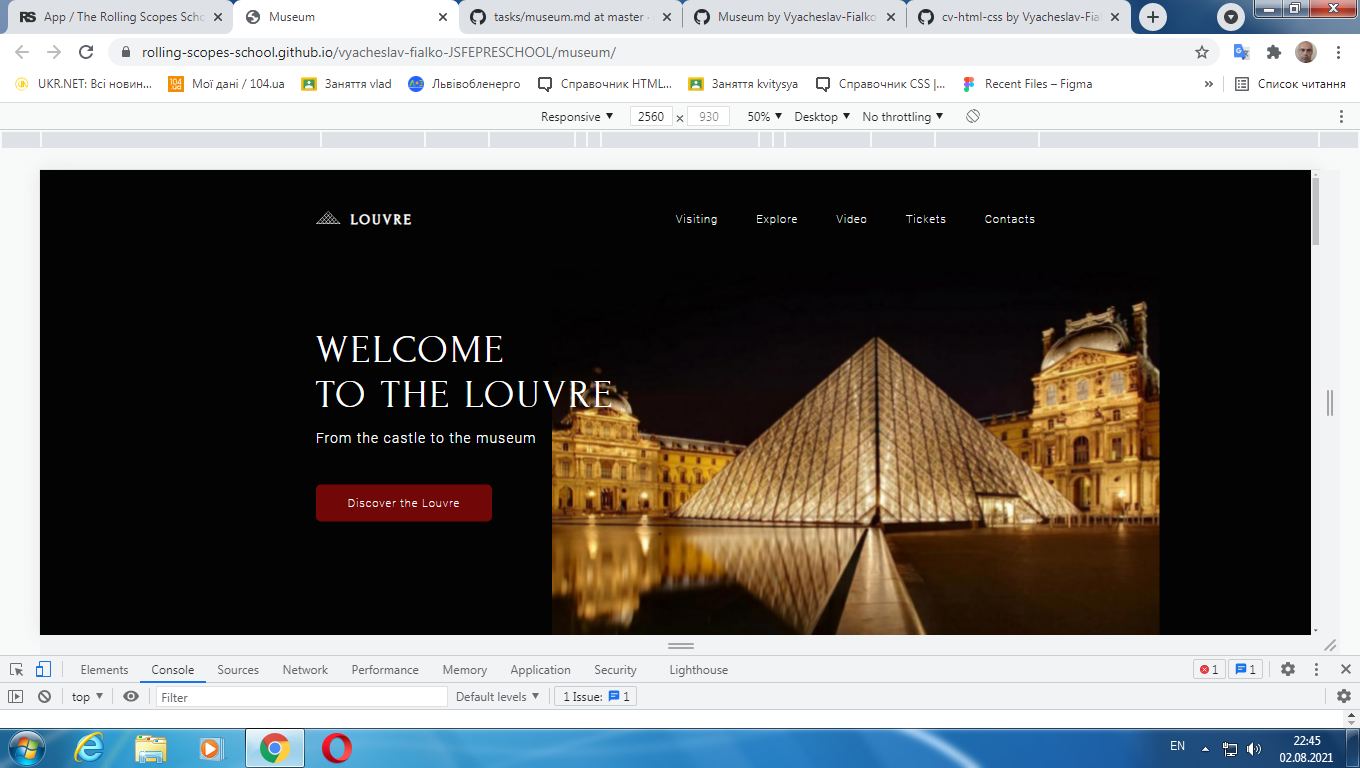 RS App / The Rolling Scopes Scho
Museum
tasks/museum.md at master ·
Museum by Vyacheslav-Fialko
cv-html-css by Vyacheslav-Fial
rolling-scopes-school.github.io/vyacheslav-fialko-JSFEPRESCHOOL/museum/
UKR.NET: Всі новин...
104.ua Мої дані / 104.ua
Заняття vlad
Львівобленерго
Справочник HTML...
Заняття kvitysya
Справочник CSS |...
Recent Files – Figma
»
Список читання
Responsive ▼ 2560 × 930 50% ▼ Desktop ▼ No throttling ▼
LOUVRE
Visiting Explore Video Tickets Contacts
WELCOME
TO THE LOUVRE
From the castle to the museum
Discover the Louvre
Elements Console Sources Network Performance Memory Application Security Lighthouse 1 1
top ▼ Filter Default levels ▼ 1 Issue: 1
EN
22:45
02.08.2021